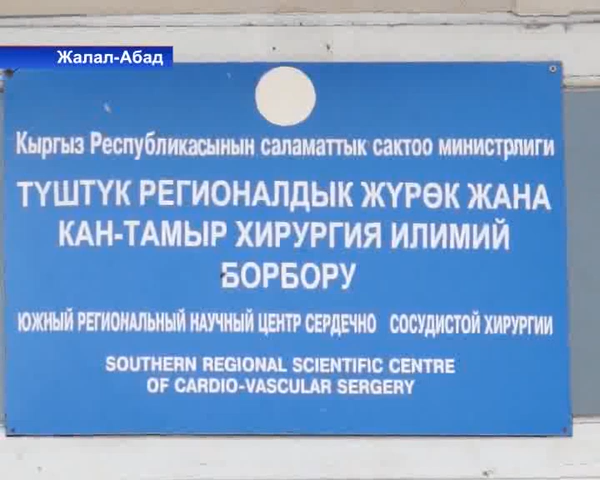 Жалал-Абад
Кыргыз Республикасынын саламаттык сактоо министрлиги
ТҮШТҮК РЕГИОНАЛДЫК ЖҮРӨК ЖАНА
КАН-ТАМЫР ХИРУРГИЯ ИЛИМИЙ
БОРБОРУ
ЮЖНЫЙ РЕГИОНАЛЬНЫЙ НАУЧНЫЙ ЦЕНТР СЕРДЕЧНО СОСУДИСТОЙ ХИРУРГИИ
SOUTHERN REGIONAL SCIENTIFIC CENTRE
OF CARDIO-VASCULAR SERGERY